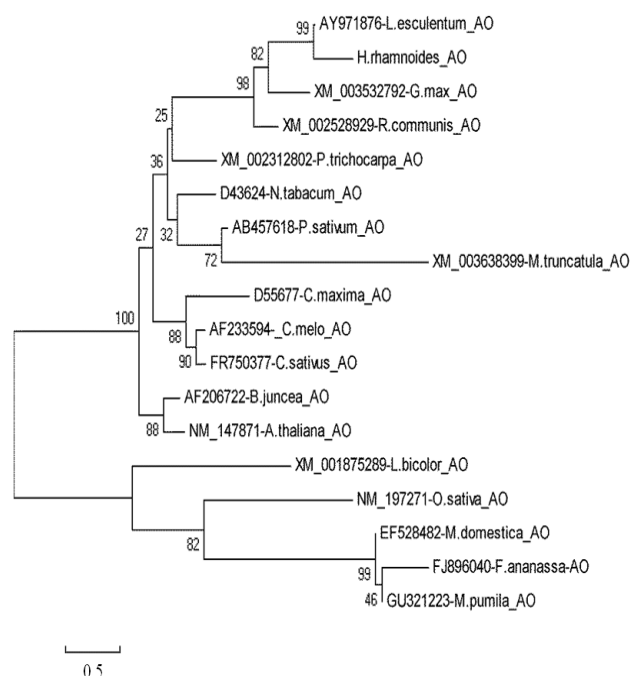 AY971876-L.esculentum_AO
99
H.rhamnoides_AO
82
98
XM_003532792-G.max_AO
25
XM_002528929-R.communis_AO
36
XM_002312802-P.trichocarpa_AO
D43624-N.tabacum_AO
27
32
AB457618-P.sativum_AO
72
XM_003638399-M.truncatula_AO
D55677-C.maxima_AO
100
88
AF233594-_C.melo_AO
90
FR750377-C.sativus_AO
AF206722-B.juncea_AO
88
NM_147871-A.thaliana_AO
XM_001875289-L.bicolor_AO
NM_197271-O.sativa_AO
82
EF528482-M.domestica_AO
99
FJ896040-F.ananassa-AO
46
GU321223-M.pumila_AO
0.5